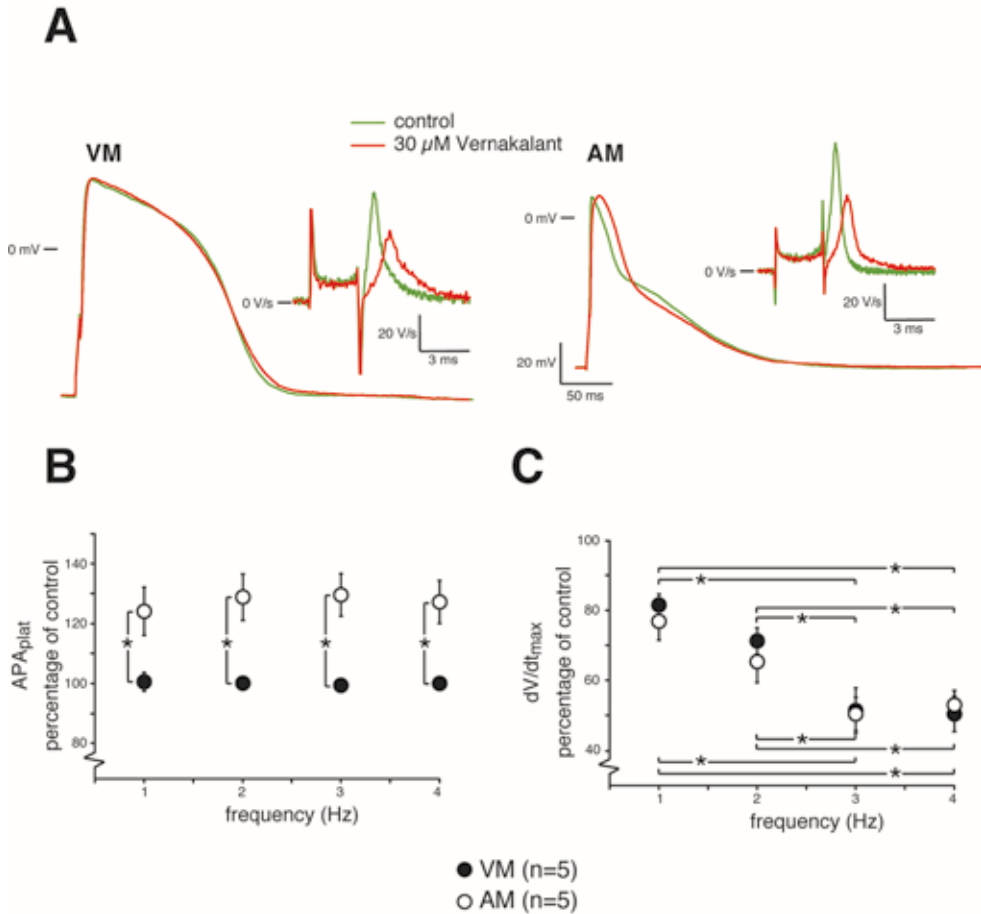 A
control
30 µM Vernakalant
VM
AM
0 mV
0 V/s
20 V/s
3 ms
0 mV
0 V/s
20 V/s
3 ms
20 mV
50 ms
B
APAplat
percentage of control
140
120
100
80
*
*
*
*
1
2
3
4
frequency (Hz)
C
dV/dtmax
percentage of control
100
80
60
40
*
*
*
*
*
*
*
*
1
2
3
4
frequency (Hz)
VM (n=5)
AM (n=5)